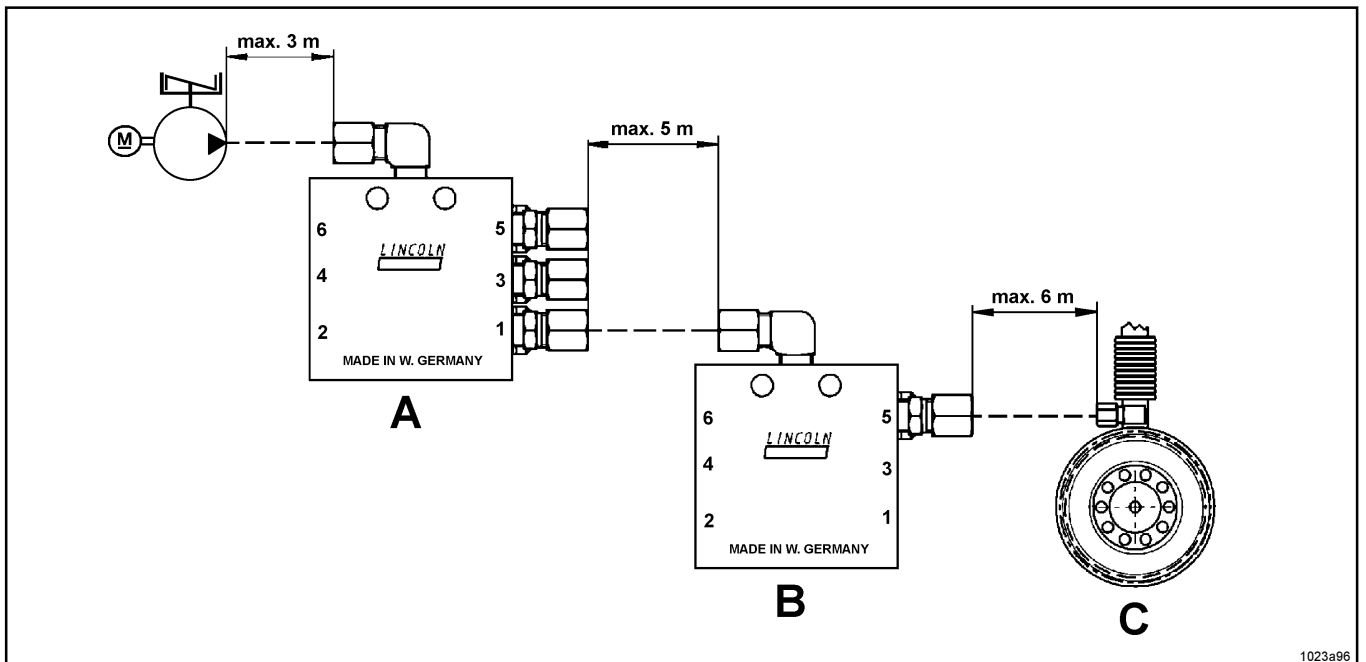 max. 3 m
M
max. 5 m
6 5
LINCOLN
4 3
2 1
MADE IN W. GERMANY
A
max. 6 m
6 5
LINCOLN
4 3
2 1
MADE IN W. GERMANY
B
C
1023a96